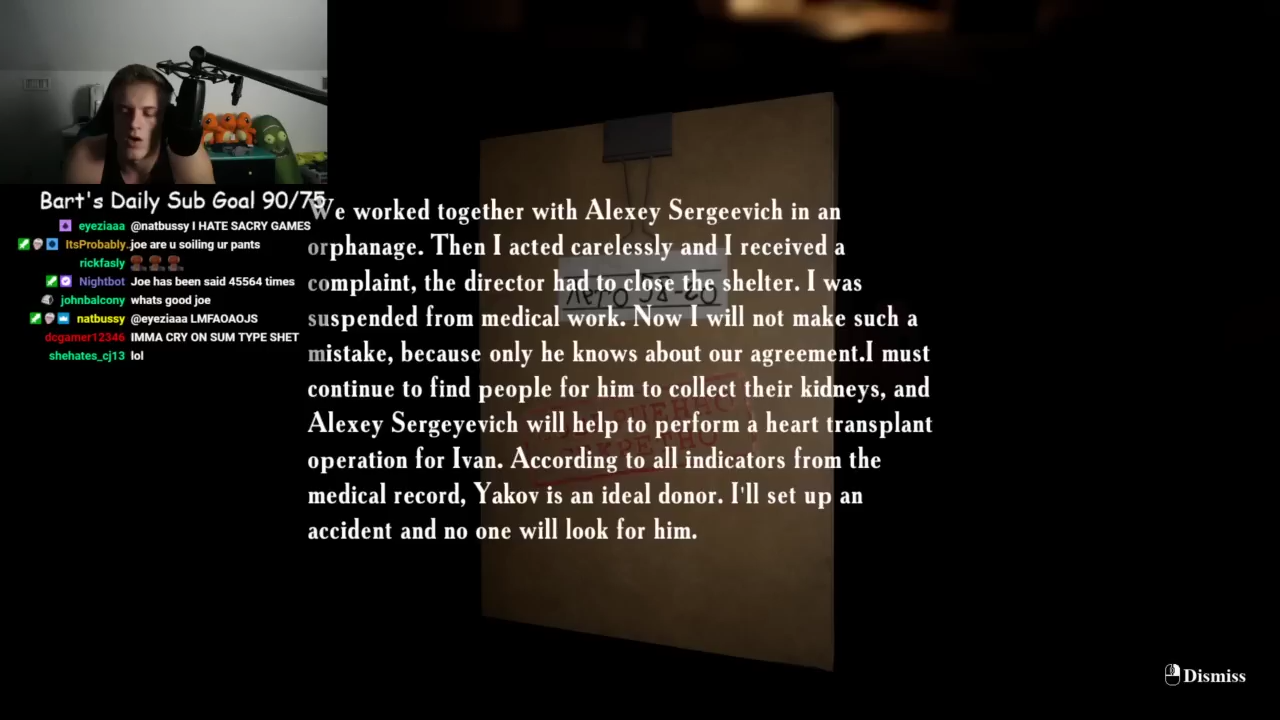 Bart's Daily Sub Goal 90/75
eyeziaaa @natbussy I HATE SACRY GAMES
ItsProbably.. joe are u soiling ur pants
rickfasly
Nightbot Joe has been said 45564 times
johnbalcony whats good joe
natbussy @eyeziaaa LMFAOAOJS
dcgamer12346 IMMA CRY ON SUM TYPE SHET
shehates_cj13 lol
We worked together with Alexey Sergeevich in an
orphanage. Then I acted carelessly and I received a
complaint, the director had to close the shelter. I was
suspended from medical work. Now I will not make such a
mistake, because only he knows about our agreement.I must
continue to find people for him to collect their kidneys, and
Alexey Sergeyevich will help to perform a heart transplant
operation for Ivan. According to all indicators from the
medical record, Yakov is an ideal donor. I'll set up an
accident and no one will look for him.
Dismiss